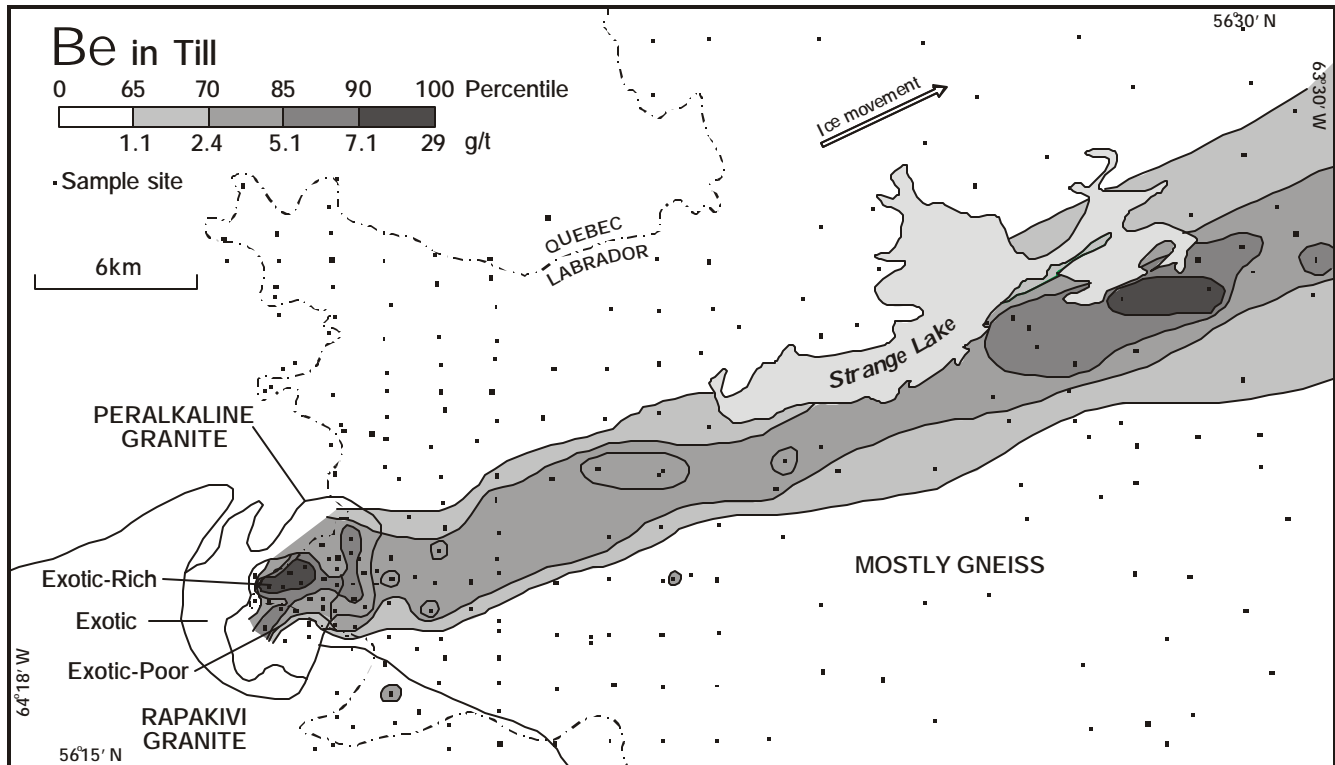 Be in Till
0 65 70 85 90 100 Percentile
1.1 2.4 5.1 7.1 29 g/t
Sample site
6km
56°30' N
63°30' W
Ice movement
QUEBEC
LABRADOR
Strange Lake
PERALKALINE
GRANITE
MOSTLY GNEISS
Exotic-Rich
Exotic
Exotic-Poor
RAPAKIVI
GRANITE
64°18' W
56°15' N